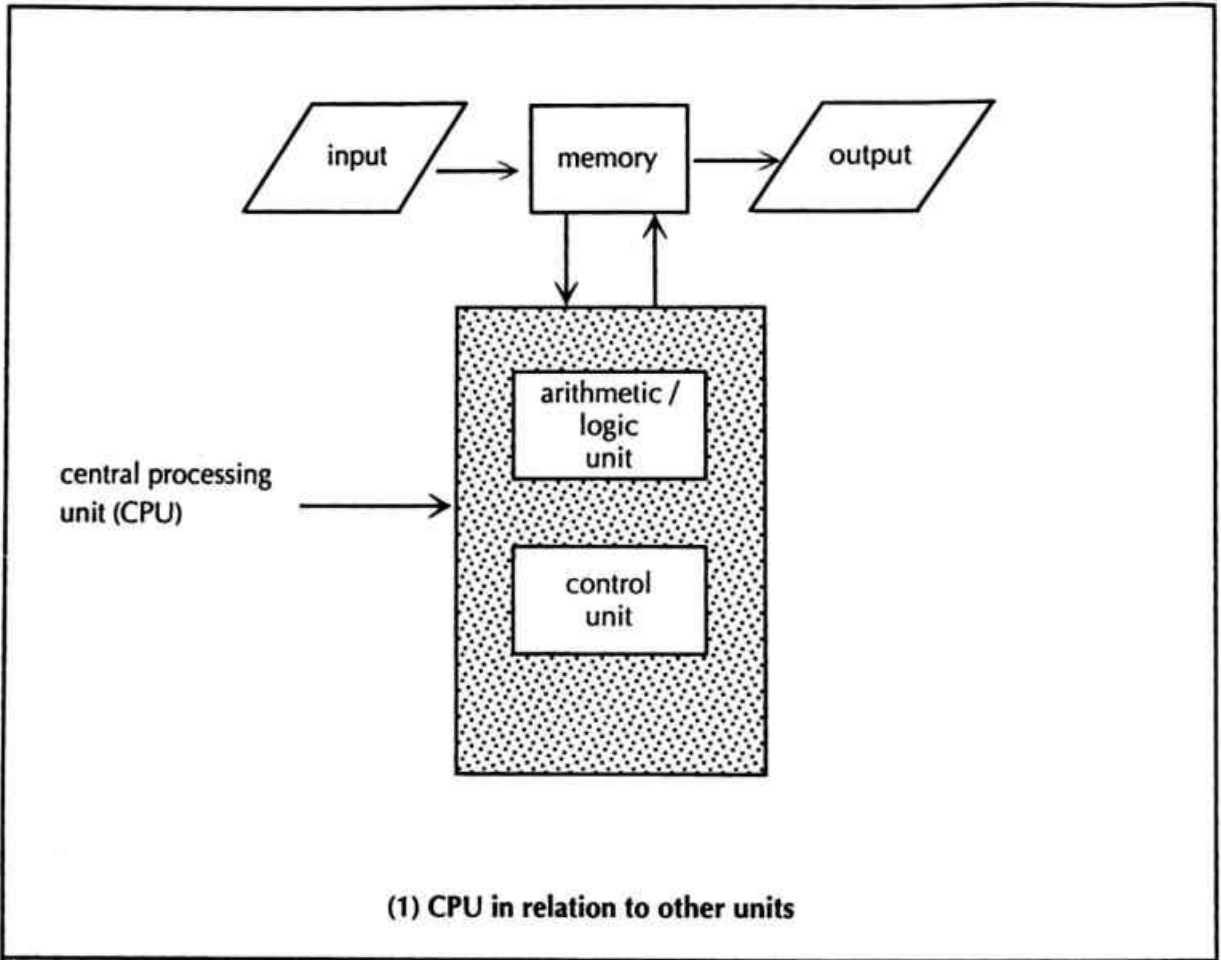 input
memory
output
arithmetic /
logic
unit
central processing
unit (CPU)
control
unit
(1) CPU in relation to other units